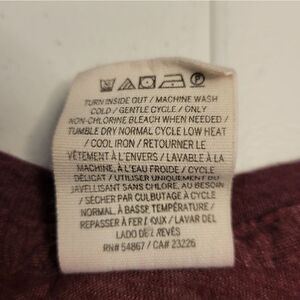 TURN INSIDE OUT / MACHINE WASH
COLD / GENTLE CYCLE / ONLY
NON-CHLORINE BLEACH WHEN NEEDED /
TUMBLE DRY NORMAL CYCLE LOW HEAT
/ COOL IRON / RETOURNER LE
VÊTEMENT À L'ENVERS / LAVABLE À LA
MACHINE, À L'EAU FROIDE / CYCLE
DÉLICAT / UTILISER UNIQUEMENT DU
JAVELLISANT SANS CHLORE, AU BESOIN
/ SÉCHER PAR CULBUTAGE À CYCLE
NORMAL, À BASSE TEMPÉRATURE /
REPASSER À FER DOUX / LAVAR DEL
LADO DEL REVÉS
RN# 54867 / CA# 23226